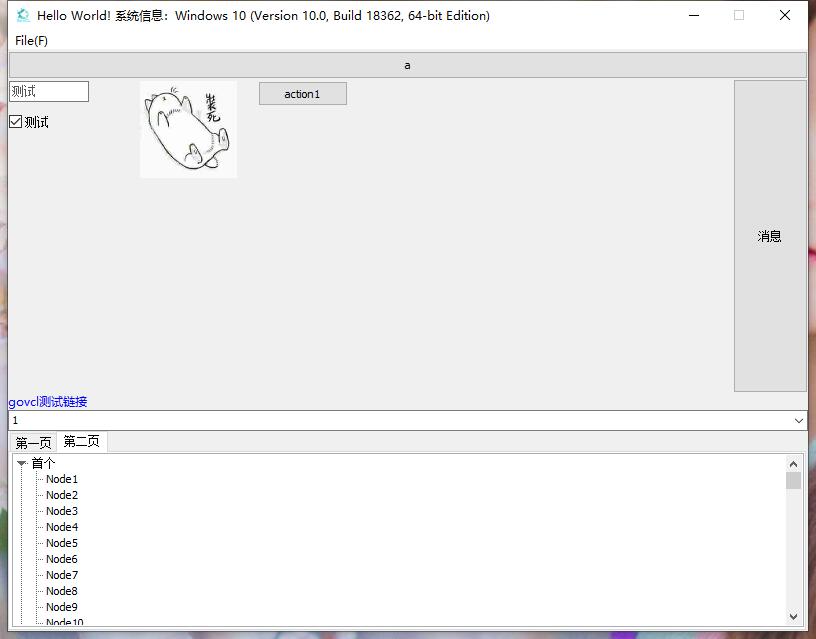 Hello World! 系统信息：Windows 10 (Version 10.0, Build 18362, 64-bit Edition)
File(F)
a
测试
装死
action1
测试
消息
govcl测试链接
1
第一页 第二页
首个
Node1
Node2
Node3
Node4
Node5
Node6
Node7
Node8
Node9
Node10